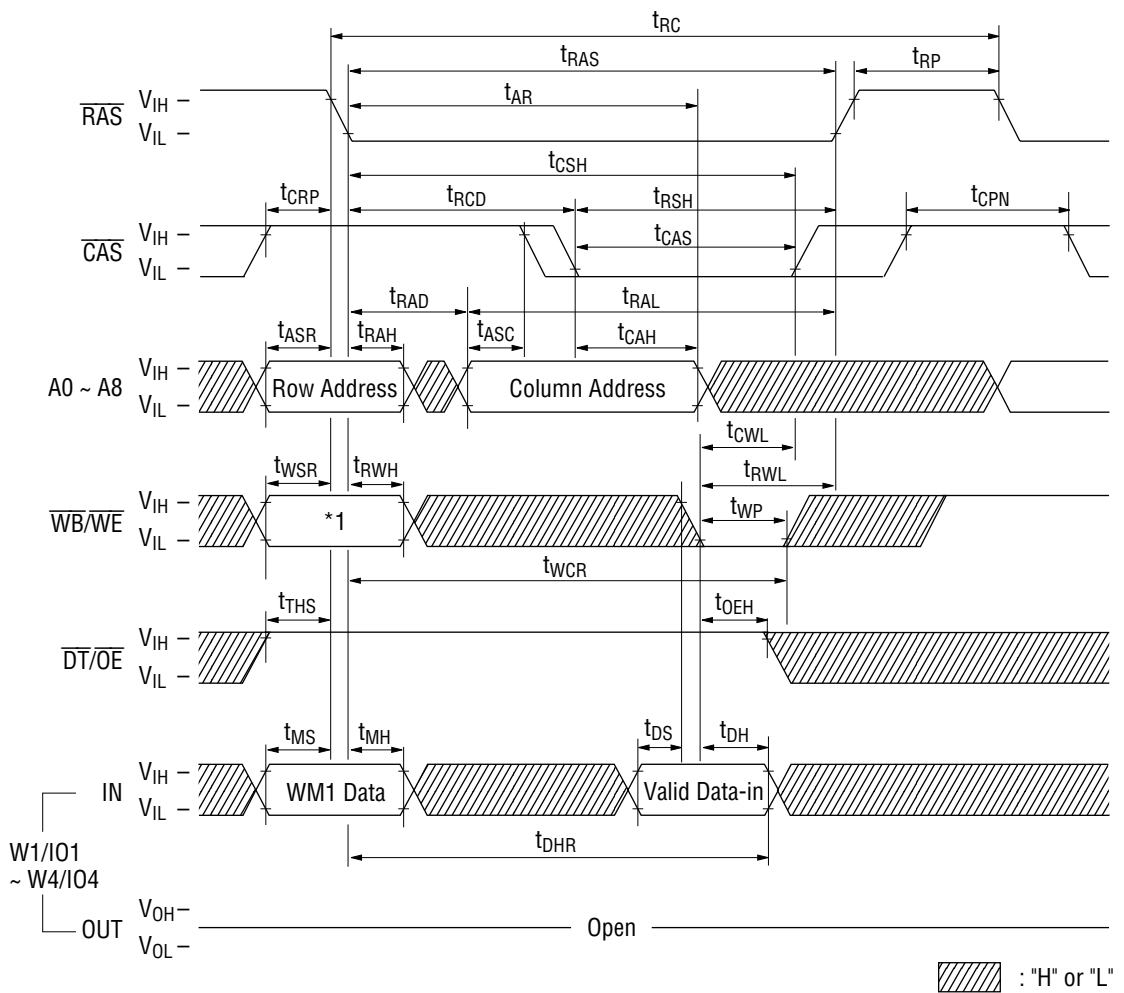 tRC
tRAS
tRP
tAR
RAS
VIH –
VIL –
tCSH
tCRP
tRCD
tRSH
tCPN
CAS
VIH –
VIL –
tCAS
tRAD
tRAL
tASR
tRAH
tASC
tCAH
A0 ~ A8
VIH –
VIL –
Row Address
Column Address
tCWL
tWSR
tRWH
tRWL
WB/WE
VIH –
VIL –
*1
tWP
tWCR
tTHS
tOEH
DT/OE
VIH –
VIL –
tMS
tMH
tDS
tDH
IN
VIH –
VIL –
WM1 Data
Valid Data-in
tDHR
W1/IO1
~ W4/IO4
OUT
VOH–
VOL –
Open
: "H" or "L"